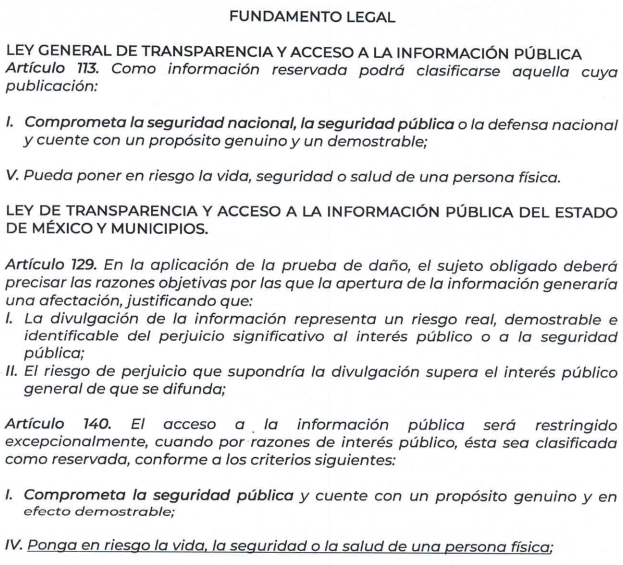 FUNDAMENTO LEGAL
LEY GENERAL DE TRANSPARENCIA Y ACCESO A LA INFORMACIÓN PÚBLICA
Artículo 113. Como información reservada podrá clasificarse aquella cuya
publicación:
I. Comprometa la seguridad nacional, la seguridad pública o la defensa nacional
y cuente con un propósito genuino y un demostrable;
V. Pueda poner en riesgo la vida, seguridad o salud de una persona física.
LEY DE TRANSPARENCIA Y ACCESO A LA INFORMACIÓN PÚBLICA DEL ESTADO
DE MÉXICO Y MUNICIPIOS.
Artículo 129. En la aplicación de la prueba de daño, el sujeto obligado deberá
precisar las razones objetivas por las que la apertura de la información generaría
una afectación, justificando que:
I. La divulgación de la información representa un riesgo real, demostrable e
identificable del perjuicio significativo al interés público o a la seguridad
pública;
II. El riesgo de perjuicio que supondría la divulgación supera el interés público
general de que se difunda;
Artículo 140. El acceso a la información pública será restringido
excepcionalmente, cuando por razones de interés público, ésta sea clasificada
como reservada, conforme a los criterios siguientes:
I. Comprometa la seguridad pública y cuente con un propósito genuino y en
efecto demostrable;
IV. Ponga en riesgo la vida, la seguridad o la salud de una persona física;